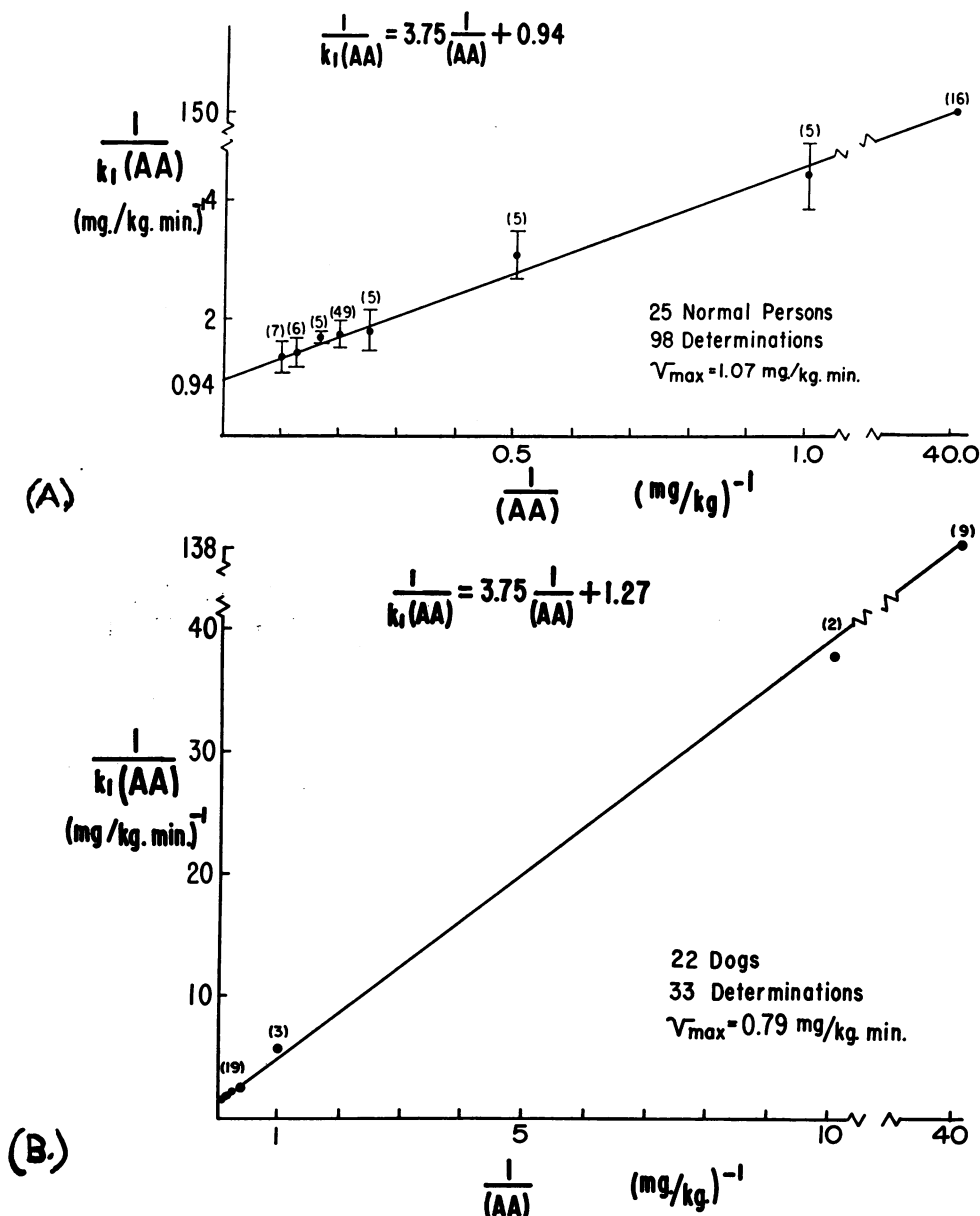 1/k₁(AA) = 3.75 1/(AA) + 0.94
150
1/k₁(AA)
(mg./kg. min.)⁻¹
4
2
0.94
(7) (6) (5) (49) (5) (5) (5) (16)
25 Normal Persons
98 Determinations
Vmax = 1.07 mg/kg. min.
0.5 1.0 40.0
1/(AA) (mg/kg)⁻¹
(A)
138
1/k₁(AA) = 3.75 1/(AA) + 1.27
(9)
(2)
40
1/k₁(AA)
(mg/kg. min.)⁻¹
30
20
10
(3)
(19)
22 Dogs
33 Determinations
Vmax = 0.79 mg/kg min.
1 5 10 40
(B.)
1/(AA) (mg/kg.)⁻¹